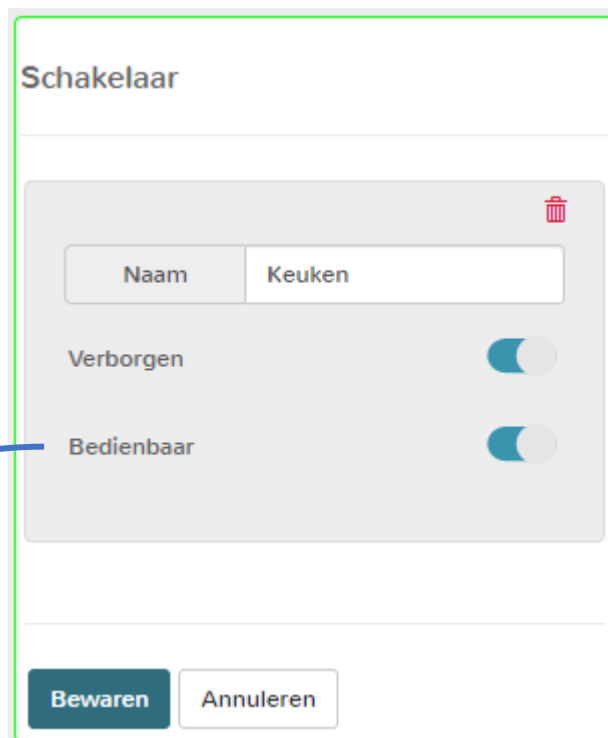 Schakelaar
Naam Keuken
Verborgen
Bedienbaar
Bewaren Annuleren